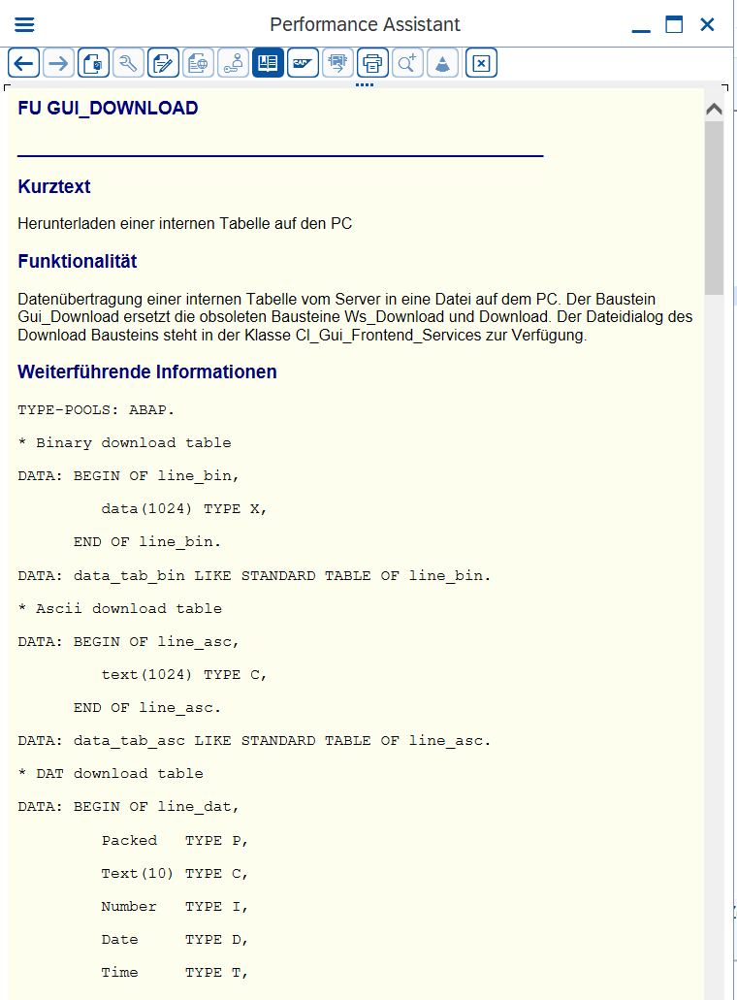 Performance Assistant
SAP
FU GUI_DOWNLOAD
Kurztext
Herunterladen einer internen Tabelle auf den PC
Funktionalität
Datenübertragung einer internen Tabelle vom Server in eine Datei auf dem PC. Der Baustein
Gui_Download ersetzt die obsoleten Bausteine Ws_Download und Download. Der Dateidialog des
Download Bausteins steht in der Klasse Cl_Gui_Frontend_Services zur Verfügung.
Weiterführende Informationen
TYPE-POOLS: ABAP.
* Binary download table
DATA: BEGIN OF line_bin,
data(1024) TYPE X,
END OF line_bin.
DATA: data_tab_bin LIKE STANDARD TABLE OF line_bin.
* Ascii download table
DATA: BEGIN OF line_asc,
text(1024) TYPE C,
END OF line_asc.
DATA: data_tab_asc LIKE STANDARD TABLE OF line_asc.
* DAT download table
DATA: BEGIN OF line_dat,
Packed TYPE P,
Text(10) TYPE C,
Number TYPE I,
Date TYPE D,
Time TYPE T,